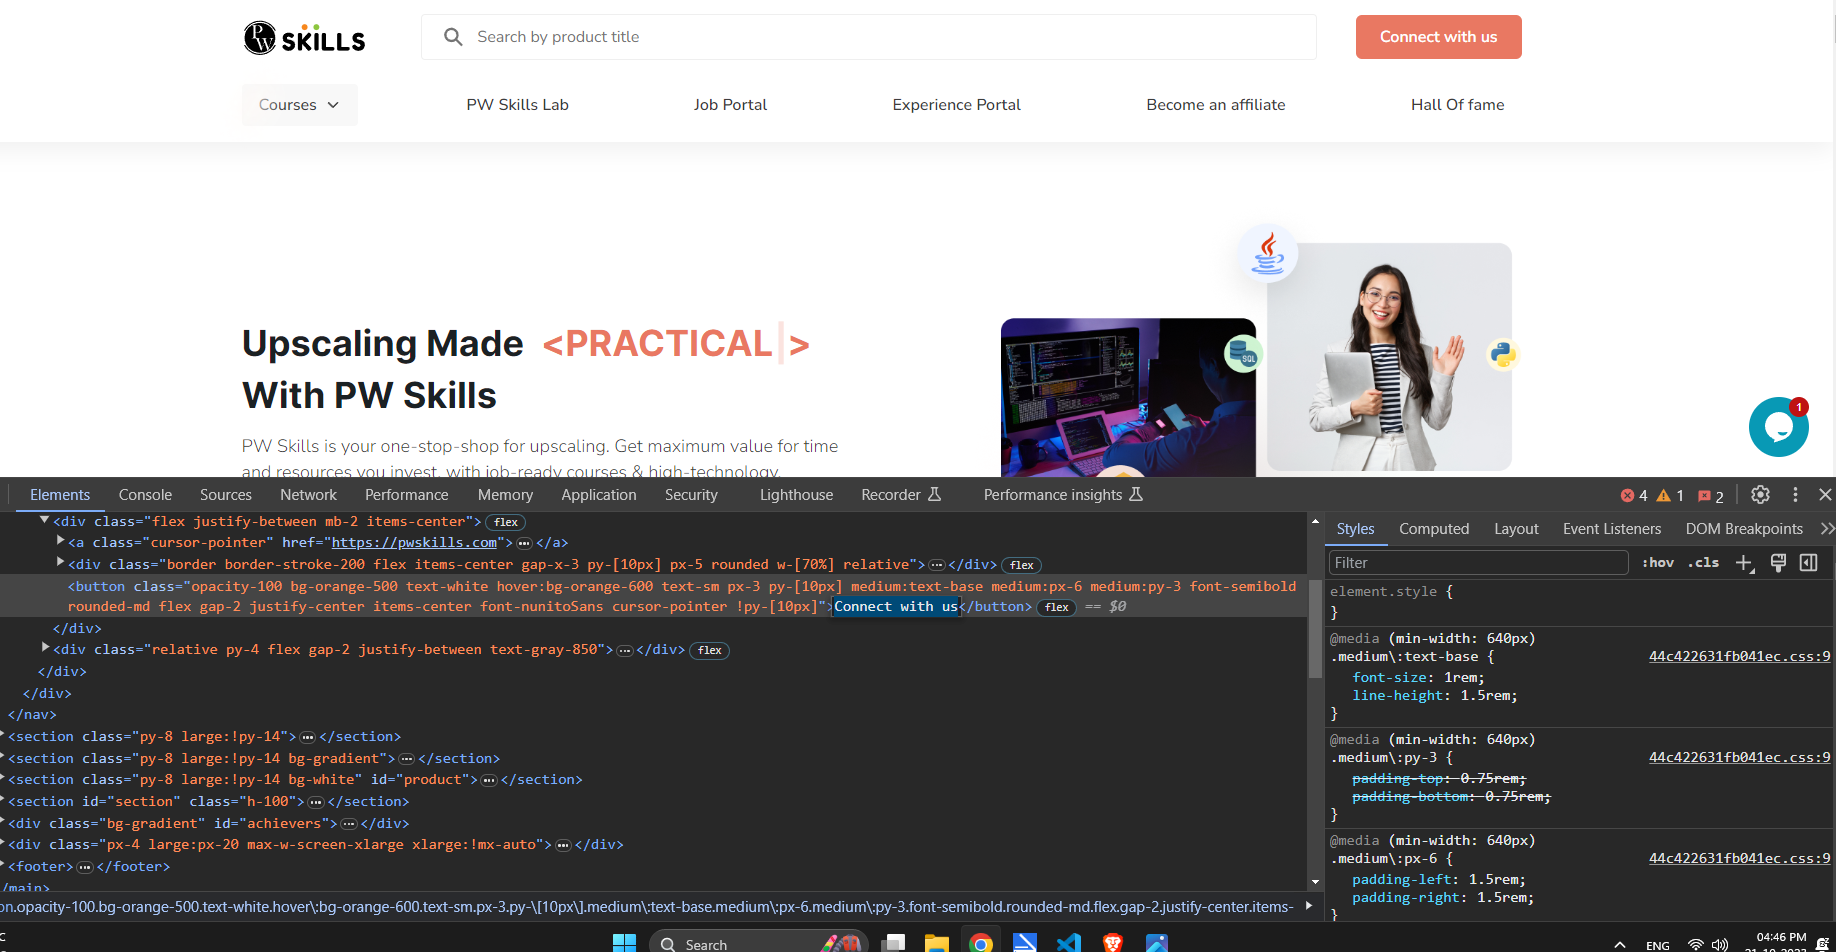 PW SKILLS
Search by product title
Connect with us
Courses
PW Skills Lab
Job Portal
Experience Portal
Become an affiliate
Hall Of fame
Upscaling Made <PRACTICAL|>
With PW Skills
PW Skills is your one-stop-shop for upscaling. Get maximum value for time
and resources you invest, with job-ready courses & high-technology.
SQL
1
Elements Console Sources Network Performance Memory Application Security Lighthouse Recorder Performance insights 4 1 2
<div class="flex justify-between mb-2 items-center"> flex
<a class="cursor-pointer" href="https://pwskills.com">…</a>
<div class="border border-stroke-200 flex items-center gap-x-3 py-[10px] px-5 rounded w-[70%] relative">…</div> flex
<button class="opacity-100 bg-orange-500 text-white hover:bg-orange-600 text-sm px-3 py-[10px] medium:text-base medium:px-6 medium:py-3 font-semibold
rounded-md flex gap-2 justify-center items-center font-nunitoSans cursor-pointer !py-[10px]">Connect with us</button> flex == $0
</div>
<div class="relative py-4 flex gap-2 justify-between text-gray-850">…</div> flex
</div>
</div>
</nav>
<section class="py-8 large:!py-14">…</section>
<section class="py-8 large:!py-14 bg-gradient">…</section>
<section class="py-8 large:!py-14 bg-white" id="product">…</section>
<section id="section" class="h-100">…</section>
<div class="bg-gradient" id="achievers">…</div>
<div class="px-4 large:px-20 max-w-screen-xlarge xlarge:!mx-auto">…</div>
<footer>…</footer>
/main>
on.opacity-100.bg-orange-500.text-white.hover\:bg-orange-600.text-sm.px-3.py-\[10px\].medium\:text-base.medium\:px-6.medium\:py-3.font-semibold.rounded-md.flex.gap-2.justify-center.items-
Styles Computed Layout Event Listeners DOM Breakpoints
Filter :hov .cls
element.style {
}
@media (min-width: 640px)
.medium\:text-base { 44c422631fb041ec.css:9
font-size: 1rem;
line-height: 1.5rem;
}
@media (min-width: 640px)
.medium\:py-3 { 44c422631fb041ec.css:9
padding-top: 0.75rem;
padding-bottom: 0.75rem;
}
@media (min-width: 640px)
.medium\:px-6 { 44c422631fb041ec.css:9
padding-left: 1.5rem;
padding-right: 1.5rem;
}
Search
ENG
04:46 PM